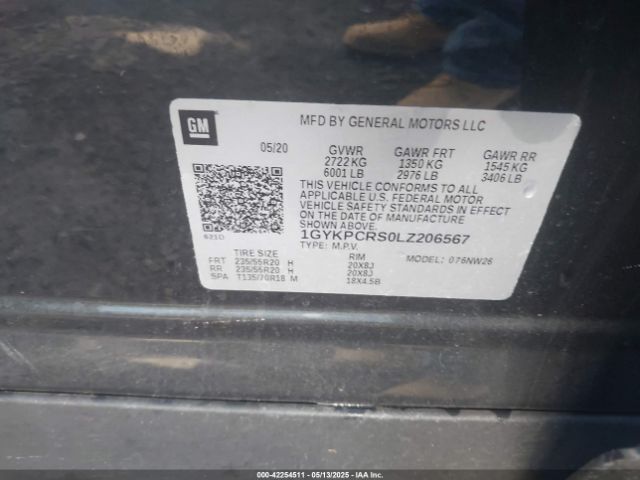 GM
MFD BY GENERAL MOTORS LLC
05/20 GVWR GAWR FRT GAWR RR
2722 KG 1350 KG 1545 KG
6001 LB 2976 LB 3406 LB
THIS VEHICLE CONFORMS TO ALL
APPLICABLE U.S. FEDERAL MOTOR
VEHICLE SAFETY STANDARDS IN EFFECT
ON THE DATE OF MANUFACTURE
SHOWN ABOVE.
1GYKPCRS0LZ206567
621D TYPE: M.P.V. MODEL: 076NW26
TIRE SIZE RIM
FRT 235/55R20 H 20X8J
RR 235/55R20 H 20X8J
SPA T135/70R18 M 18X4.5B
000-42254511 - 05/13/2025 - IAAI.COM